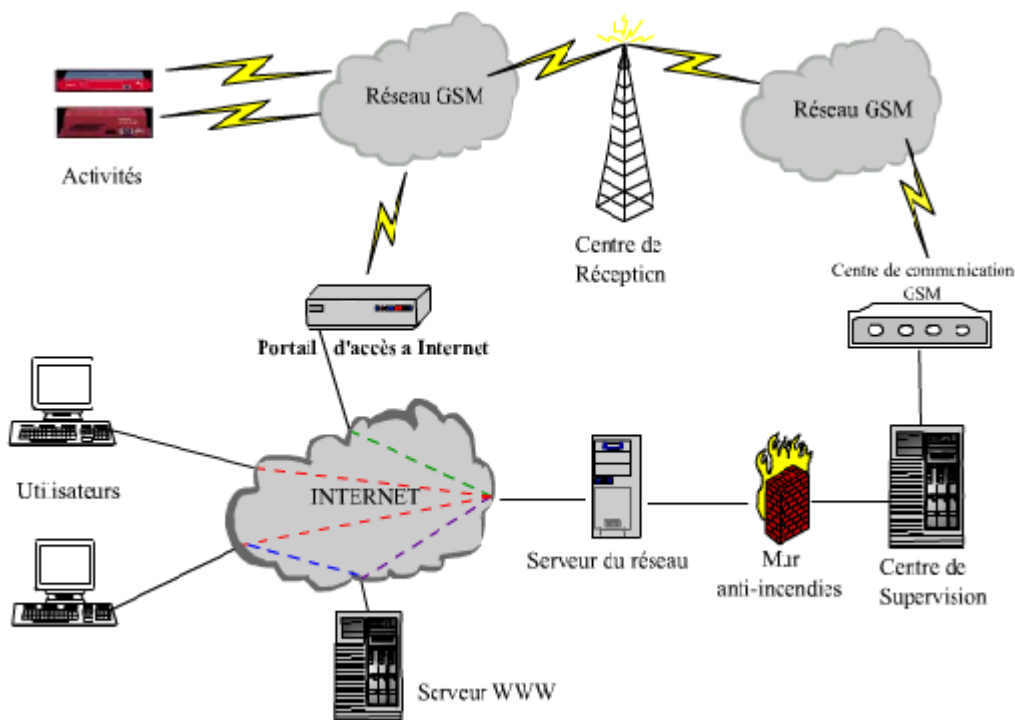 Réseau GSM
Réseau GSM
Activités
Centre de
Réception
Centre de communication
GSM
Portail d'accès a Internet
Utilisateurs
INTERNET
Serveur du réseau
Mur
anti-incendies
Centre de
Supervision
Serveur WWW